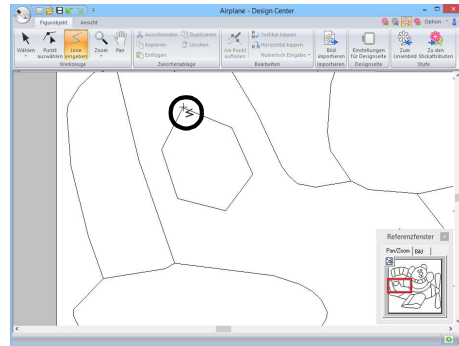 Airplane - Design Center
Figurobjekt Ansicht
Option
Wählen
Punkt auswählen
Linie eingeben
Zoom
Pan
Werkzeuge
Ausschneiden Duplizieren
Kopieren Löschen
Einfügen
Zwischenablage
Am Punkt aufteilen
Vertikal kippen
Horizontal kippen
Numerisch Eingabe
Bearbeiten
Bild importieren
Importieren
Einstellungen für Designseite
Designseite
Zum Linienbild
Zu den Stickattributen
Stufe
Referenzfenster
Pan/Zoom Bild